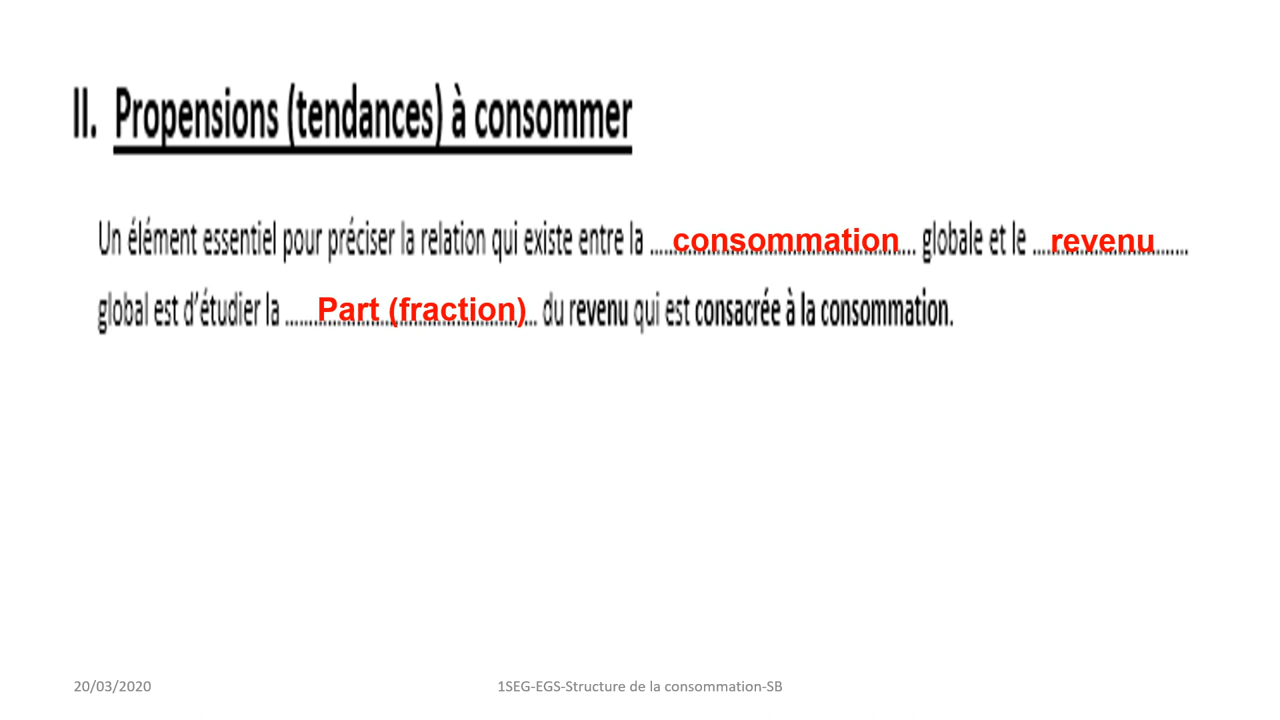 II. Propensions (tendances) à consommer
Un élément essentiel pour préciser la relation qui existe entre la ....consommation... globale et le ...revenu......
global est d'étudier la ......Part (fraction)... du revenu qui est consacrée à la consommation.
20/03/2020
1SEG-EGS-Structure de la consommation-SB